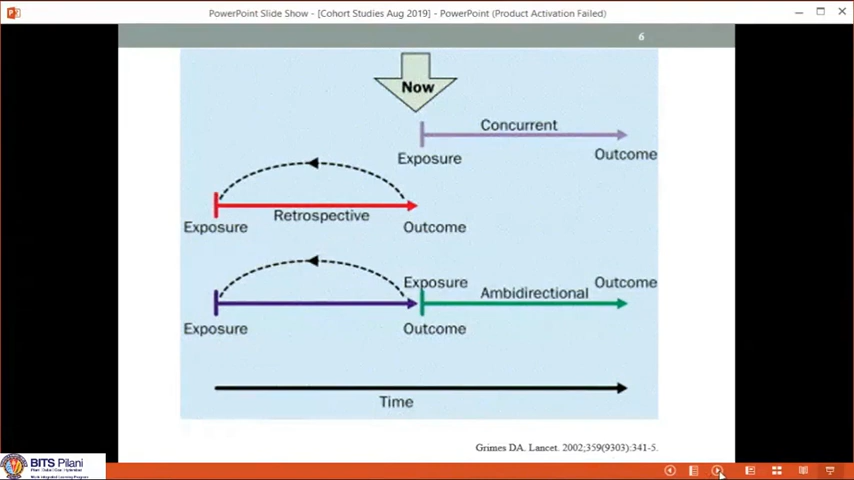 PowerPoint Slide Show - [Cohort Studies Aug 2019] - PowerPoint (Product Activation Failed)
6
Now
Concurrent
Exposure
Outcome
Retrospective
Exposure
Outcome
Exposure
Outcome
Ambidirectional
Exposure
Outcome
Time
Grimes DA. Lancet. 2002;359(9303):341-5.
BITS Pilani